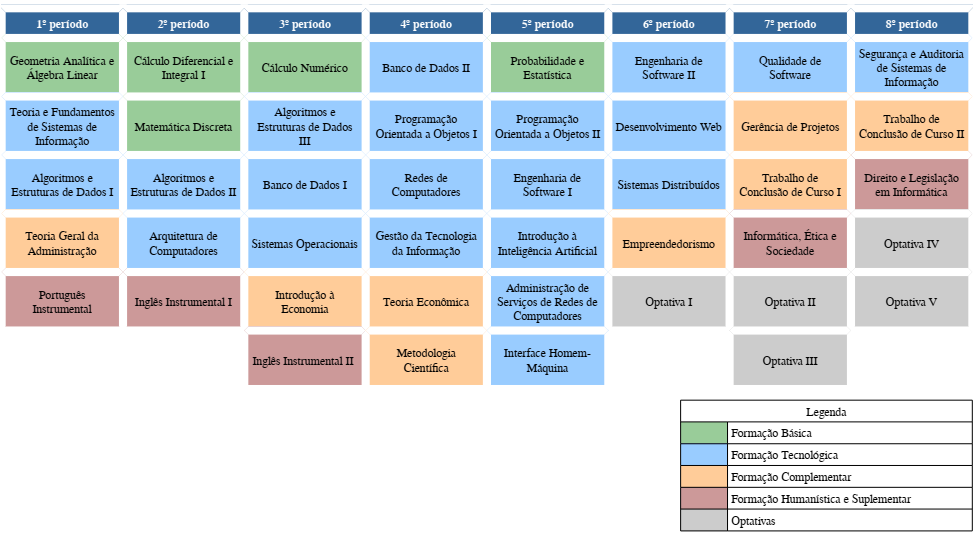 1º período
2º período
3º período
4º período
5º período
6º período
7º período
8º período
Geometria Analítica e
Álgebra Linear
Cálculo Diferencial e
Integral I
Cálculo Numérico
Banco de Dados II
Probabilidade e
Estatística
Engenharia de
Software II
Qualidade de
Software
Segurança e Auditoria
de Sistemas de
Informação
Teoria e Fundamentos
de Sistemas de
Informação
Matemática Discreta
Algoritmos e
Estruturas de Dados
III
Programação
Orientada a Objetos I
Programação
Orientada a Objetos II
Desenvolvimento Web
Gerência de Projetos
Trabalho de
Conclusão de Curso II
Algoritmos e
Estruturas de Dados I
Algoritmos e
Estruturas de Dados II
Banco de Dados I
Redes de
Computadores
Engenharia de
Software I
Sistemas Distribuídos
Trabalho de
Conclusão de Curso I
Direito e Legislação
em Informática
Teoria Geral da
Administração
Arquitetura de
Computadores
Sistemas Operacionais
Gestão da Tecnologia
da Informação
Introdução à
Inteligência Artificial
Empreendedorismo
Informática, Ética e
Sociedade
Optativa IV
Português
Instrumental
Inglês Instrumental I
Introdução à
Economia
Teoria Econômica
Administração de
Serviços de Redes de
Computadores
Optativa I
Optativa II
Optativa V
Inglês Instrumental II
Metodologia
Científica
Interface Homem-
Máquina
Optativa III
Legenda
Formação Básica
Formação Tecnológica
Formação Complementar
Formação Humanística e Suplementar
Optativas